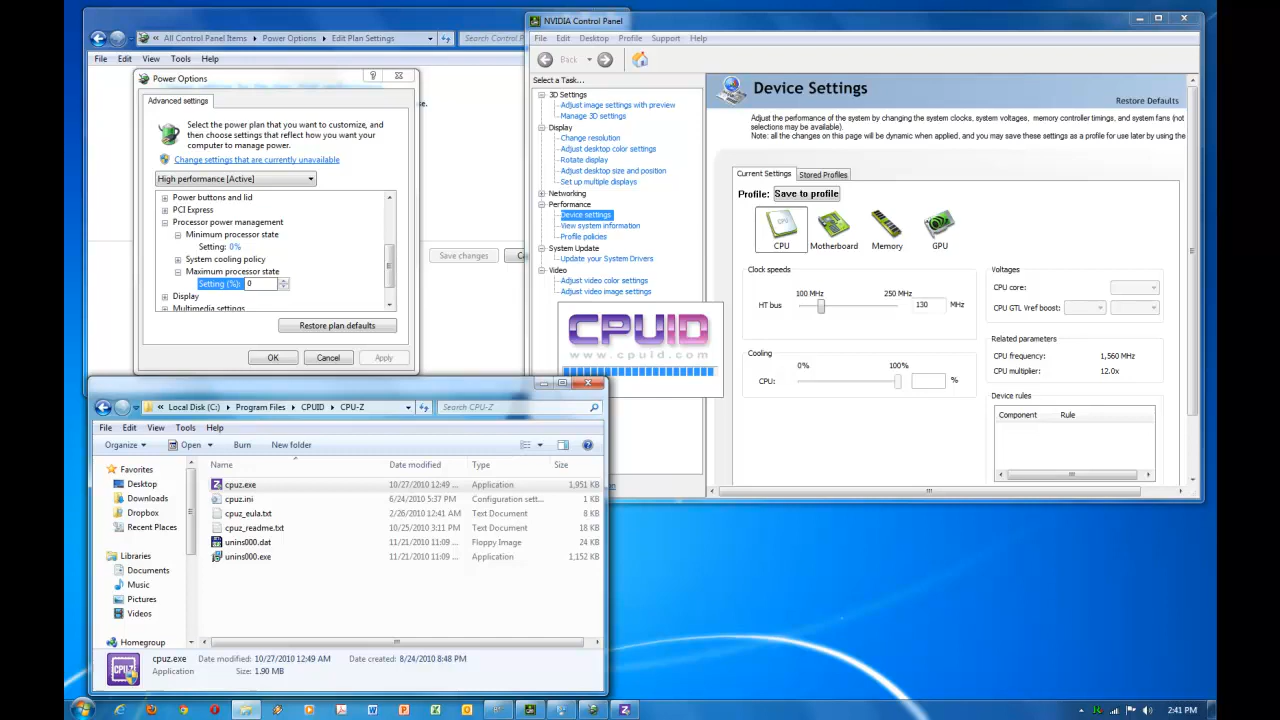 All Control Panel Items
Power Options
Edit Plan Settings
Search Control P
File Edit View Tools Help
Power Options
Advanced settings
Select the power plan that you want to customize, and
then choose settings that reflect how you want your
computer to manage power.
Change settings that are currently unavailable
High performance [Active]
Power buttons and lid
PCI Express
Processor power management
Minimum processor state
Setting: 0%
System cooling policy
Maximum processor state
Setting (%): 0
Display
Multimedia settings
Restore plan defaults
OK Cancel Apply
Save changes
NVIDIA Control Panel
File Edit Desktop Profile Support Help
Back
Select a Task...
3D Settings
Adjust image settings with preview
Manage 3D settings
Display
Change resolution
Adjust desktop color settings
Rotate display
Adjust desktop size and position
Set up multiple displays
Networking
Performance
Device settings
View system information
Profile policies
System Update
Update your System Drivers
Video
Adjust video color settings
Adjust video image settings
CPUID
www.cpuid.com
Device Settings
Restore Defaults
Adjust the performance of the system by changing the system clocks, system voltages, memory controller timings, and system fans (not
selections may be available).
Note: all the changes on this page will be dynamic when applied, and you may save these settings as a profile for use later by using the
Current Settings Stored Profiles
Profile: Save to profile
CPU Motherboard Memory GPU
Clock speeds
100 MHz 250 MHz
HT bus 130 MHz
Cooling
0% 100%
CPU: %
Voltages
CPU core:
CPU GTL Vref boost:
Related parameters
CPU frequency: 1,560 MHz
CPU multiplier: 12.0x
Device rules
Component Rule
Local Disk (C:) Program Files CPUID CPU-Z
Search CPU-Z
File Edit View Tools Help
Organize Open Burn New folder
Favorites
Desktop
Downloads
Dropbox
Recent Places
Libraries
Documents
Music
Pictures
Videos
Homegroup
Name Date modified Type Size
cpuz.exe 10/27/2010 12:49 ... Application 1,951 KB
cpuz.ini 6/24/2010 5:37 PM Configuration sett... 1 KB
cpuz_eula.txt 2/26/2010 12:41 AM Text Document 8 KB
cpuz_readme.txt 10/25/2010 3:11 PM Text Document 18 KB
unins000.dat 11/21/2010 11:09 ... Floppy Image 24 KB
unins000.exe 11/21/2010 11:09 ... Application 1,152 KB
cpuz.exe Date modified: 10/27/2010 12:49 AM Date created: 8/24/2010 8:48 PM
Application Size: 1.90 MB
2:41 PM